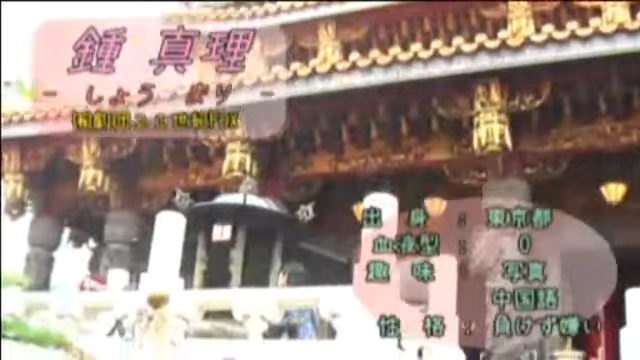 鍾 真理
- しょう まり -
出 身 : 東京都
血液型 : O
趣 味 : 写真
中国語
性 格 : 負けず嫌い